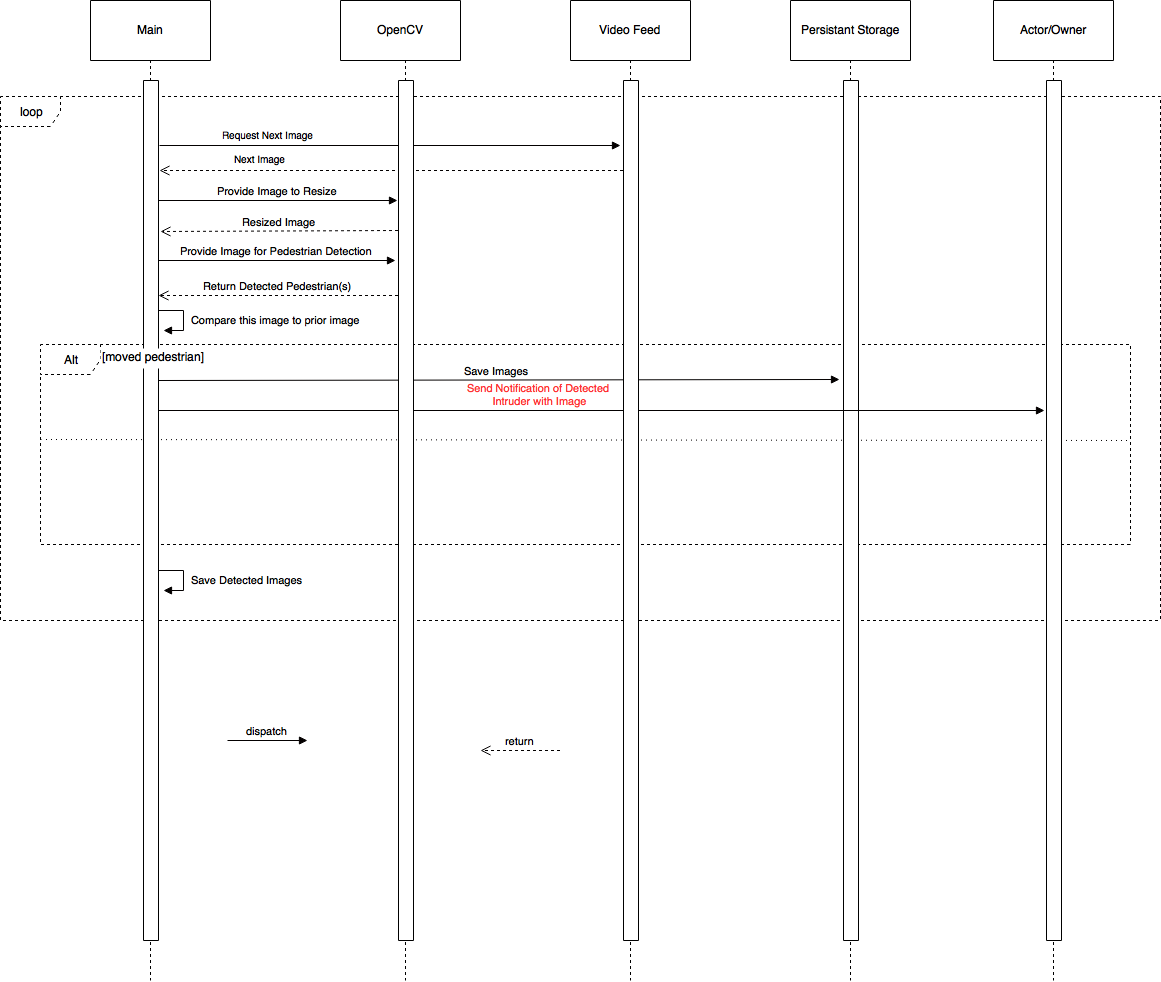 Main
OpenCV
Video Feed
Persistant Storage
Actor/Owner
loop
Request Next Image
Next Image
Provide Image to Resize
Resized Image
Provide Image for Pedestrian Detection
Return Detected Pedestrian(s)
Compare this image to prior image
Alt
[moved pedestrian]
Save Images
Send Notification of Detected
Intruder with Image
Save Detected Images
dispatch
return